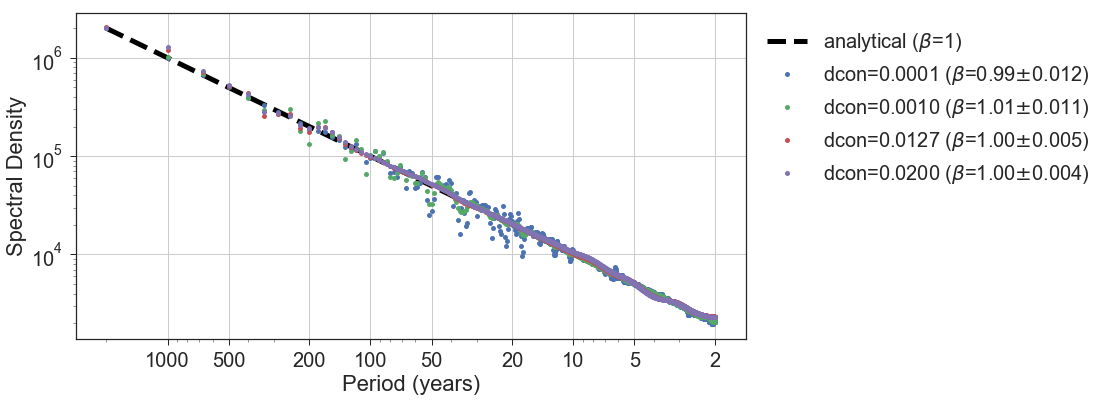 analytical (β=1)
dcon=0.0001 (β=0.99±0.012)
dcon=0.0010 (β=1.01±0.011)
dcon=0.0127 (β=1.00±0.005)
dcon=0.0200 (β=1.00±0.004)
Spectral Density
10⁶
10⁵
10⁴
1000 500 200 100 50 20 10 5 2
Period (years)